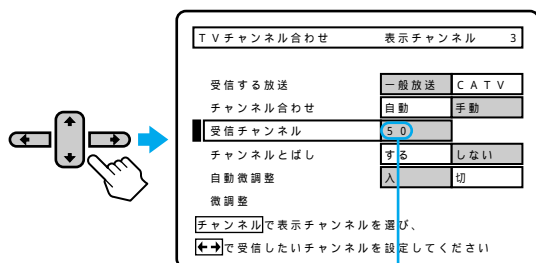 TVチャンネル合わせ 表示チャンネル 3
受信する放送 一般放送 CATV
チャンネル合わせ 自動 手動
受信チャンネル 50
チャンネルとばし する しない
自動微調整 入 切
微調整
チャンネルで表示チャンネルを選び、
←→で受信したいチャンネルを設定してください